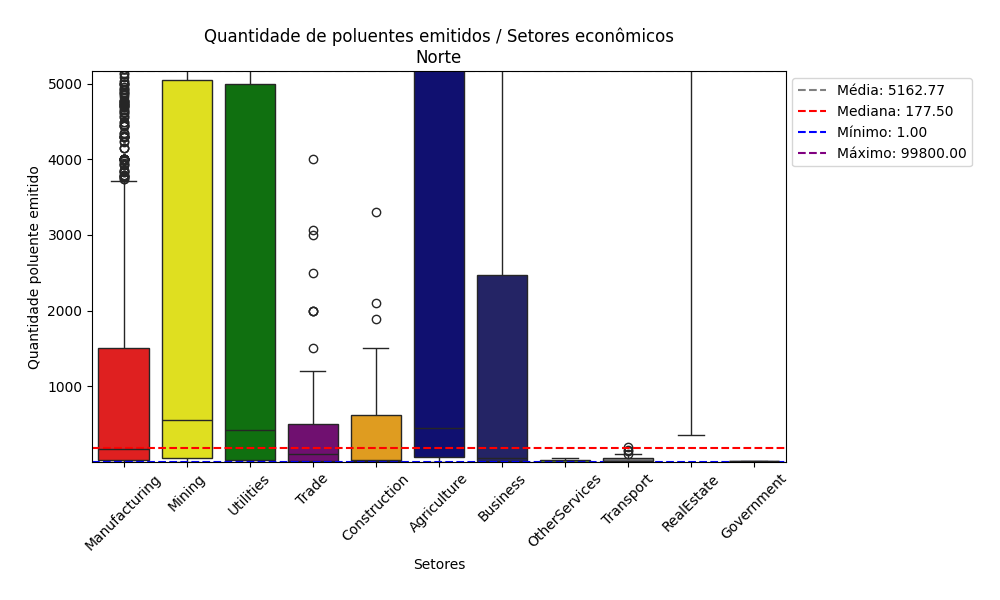 Quantidade de poluentes emitidos / Setores econômicos
Norte
Quantidade poluente emitido
5000
4000
3000
2000
1000
Média: 5162.77
Mediana: 177.50
Mínimo: 1.00
Máximo: 99800.00
Manufacturing
Mining
Utilities
Trade
Construction
Agriculture
Business
OtherServices
Transport
RealEstate
Government
Setores